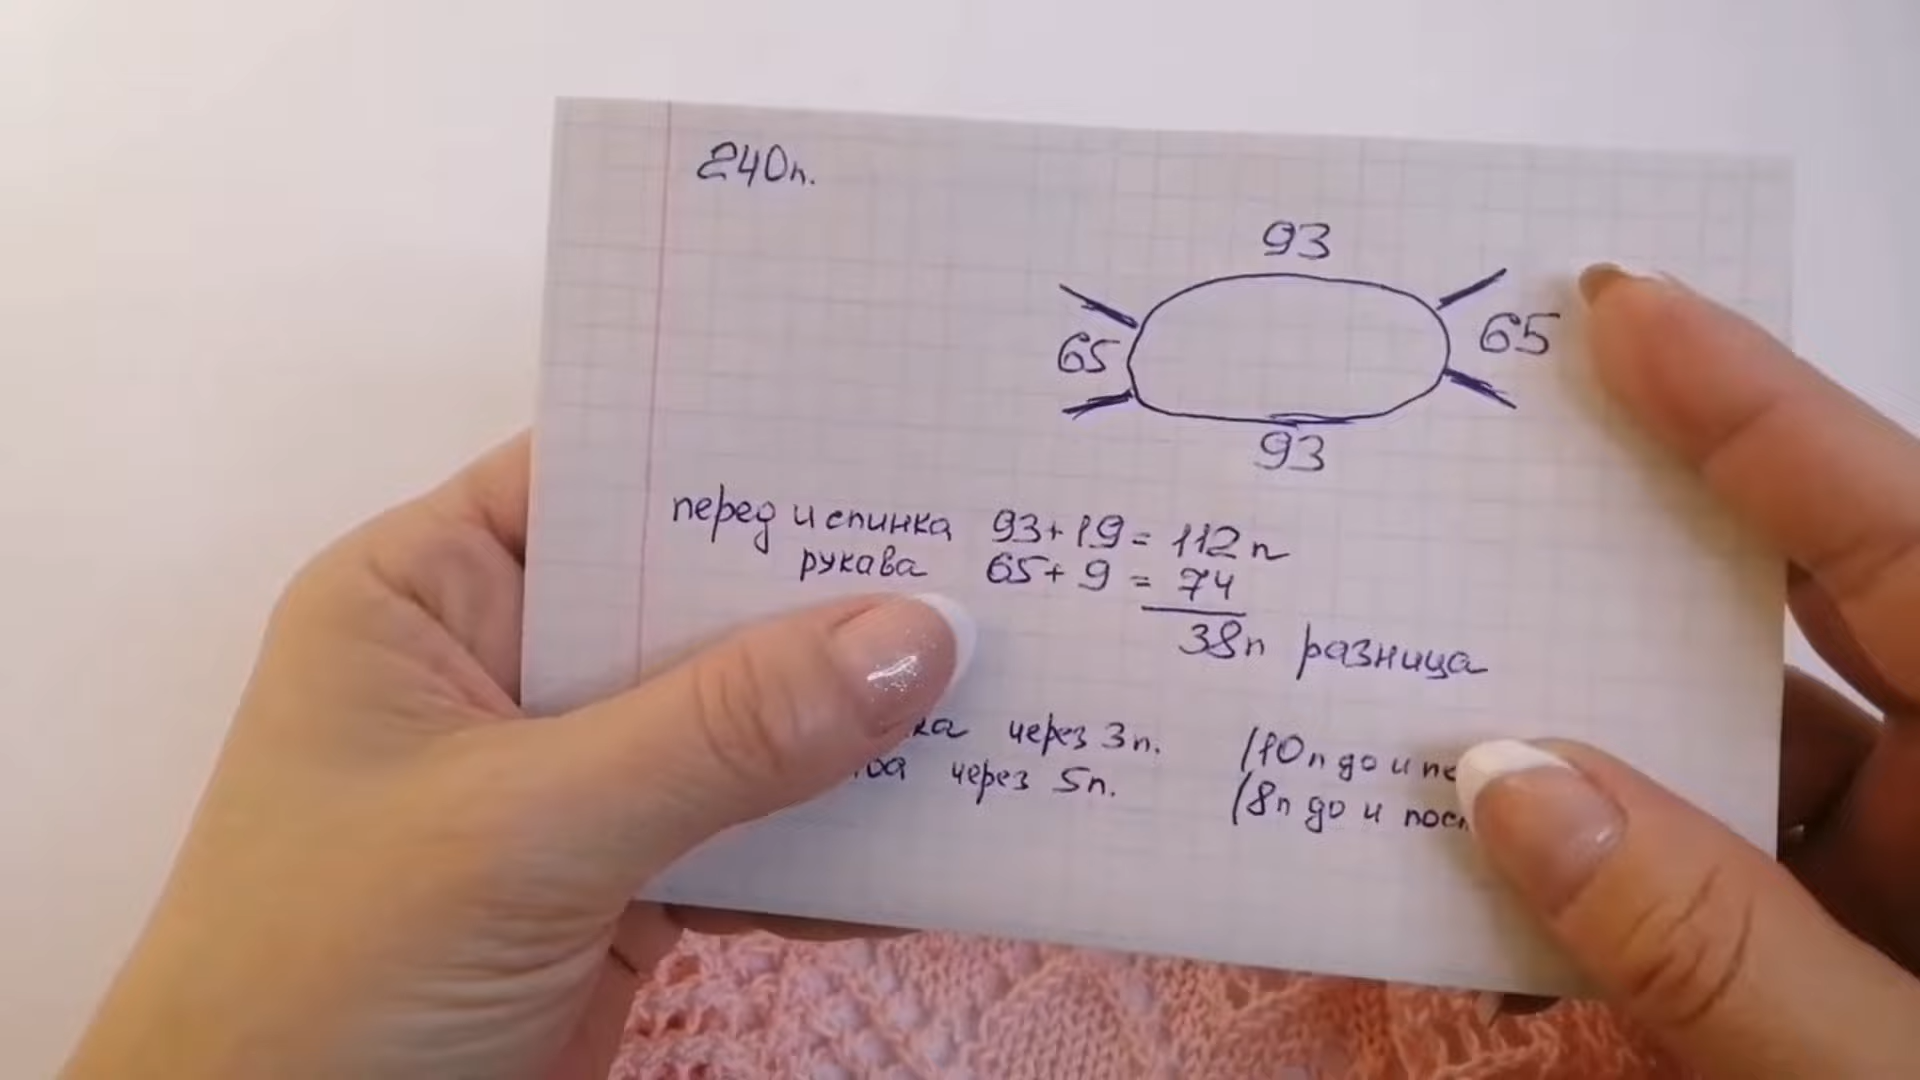 240п.
93
65
65
93
перед и спинка 93+19=112п
рукава 65+9=74
38п разница
через 3п. (10п до и
через 5п. (8п до и